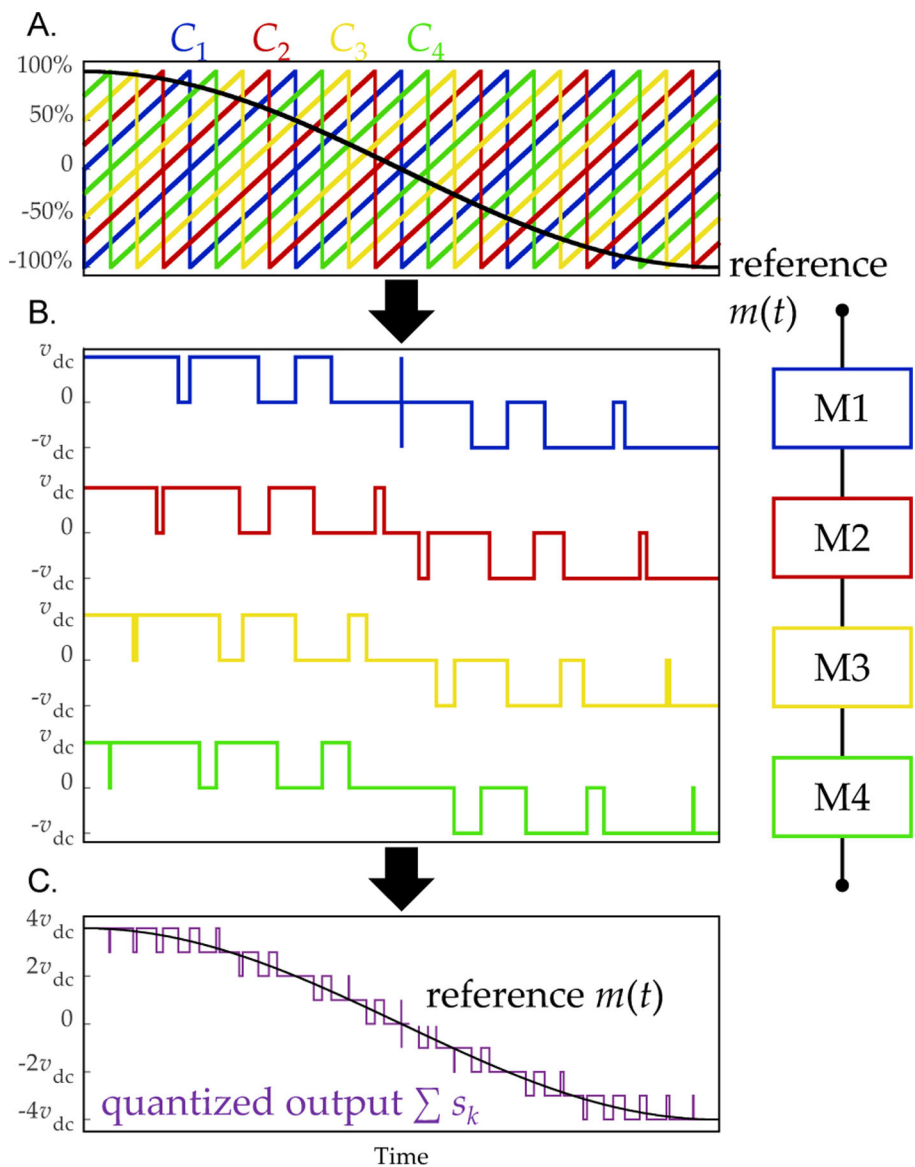 A.
C1 C2 C3 C4
100%
50%
0
-50%
-100%
reference
m(t)
B.
vdc
0
-vdc
vdc
0
-vdc
vdc
0
-vdc
vdc
0
-vdc
M1
M2
M3
M4
C.
4vdc
2vdc
0
-2vdc
-4vdc
reference m(t)
quantized output ∑ sk
Time